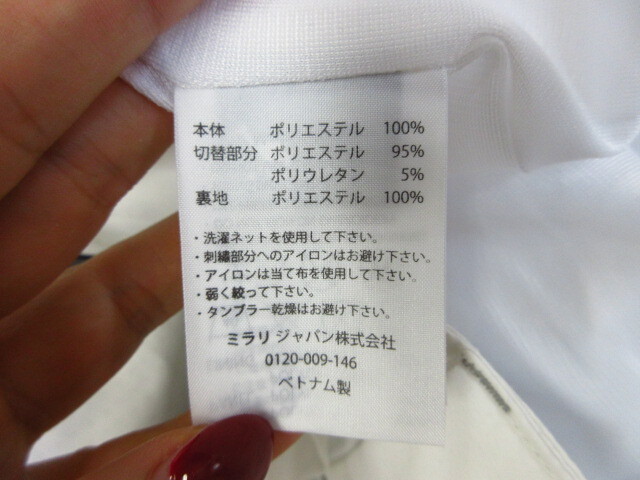 本体 ポリエステル 100%
切替部分 ポリエステル 95%
ポリウレタン 5%
裏地 ポリエステル 100%
・洗濯ネットを使用して下さい。
・刺繍部分へのアイロンはお避け下さい。
・アイロンは当て布を使用して下さい。
・弱く絞って下さい。
・タンブラー乾燥はお避け下さい。
ミラリ ジャパン株式会社
0120-009-146
ベトナム製